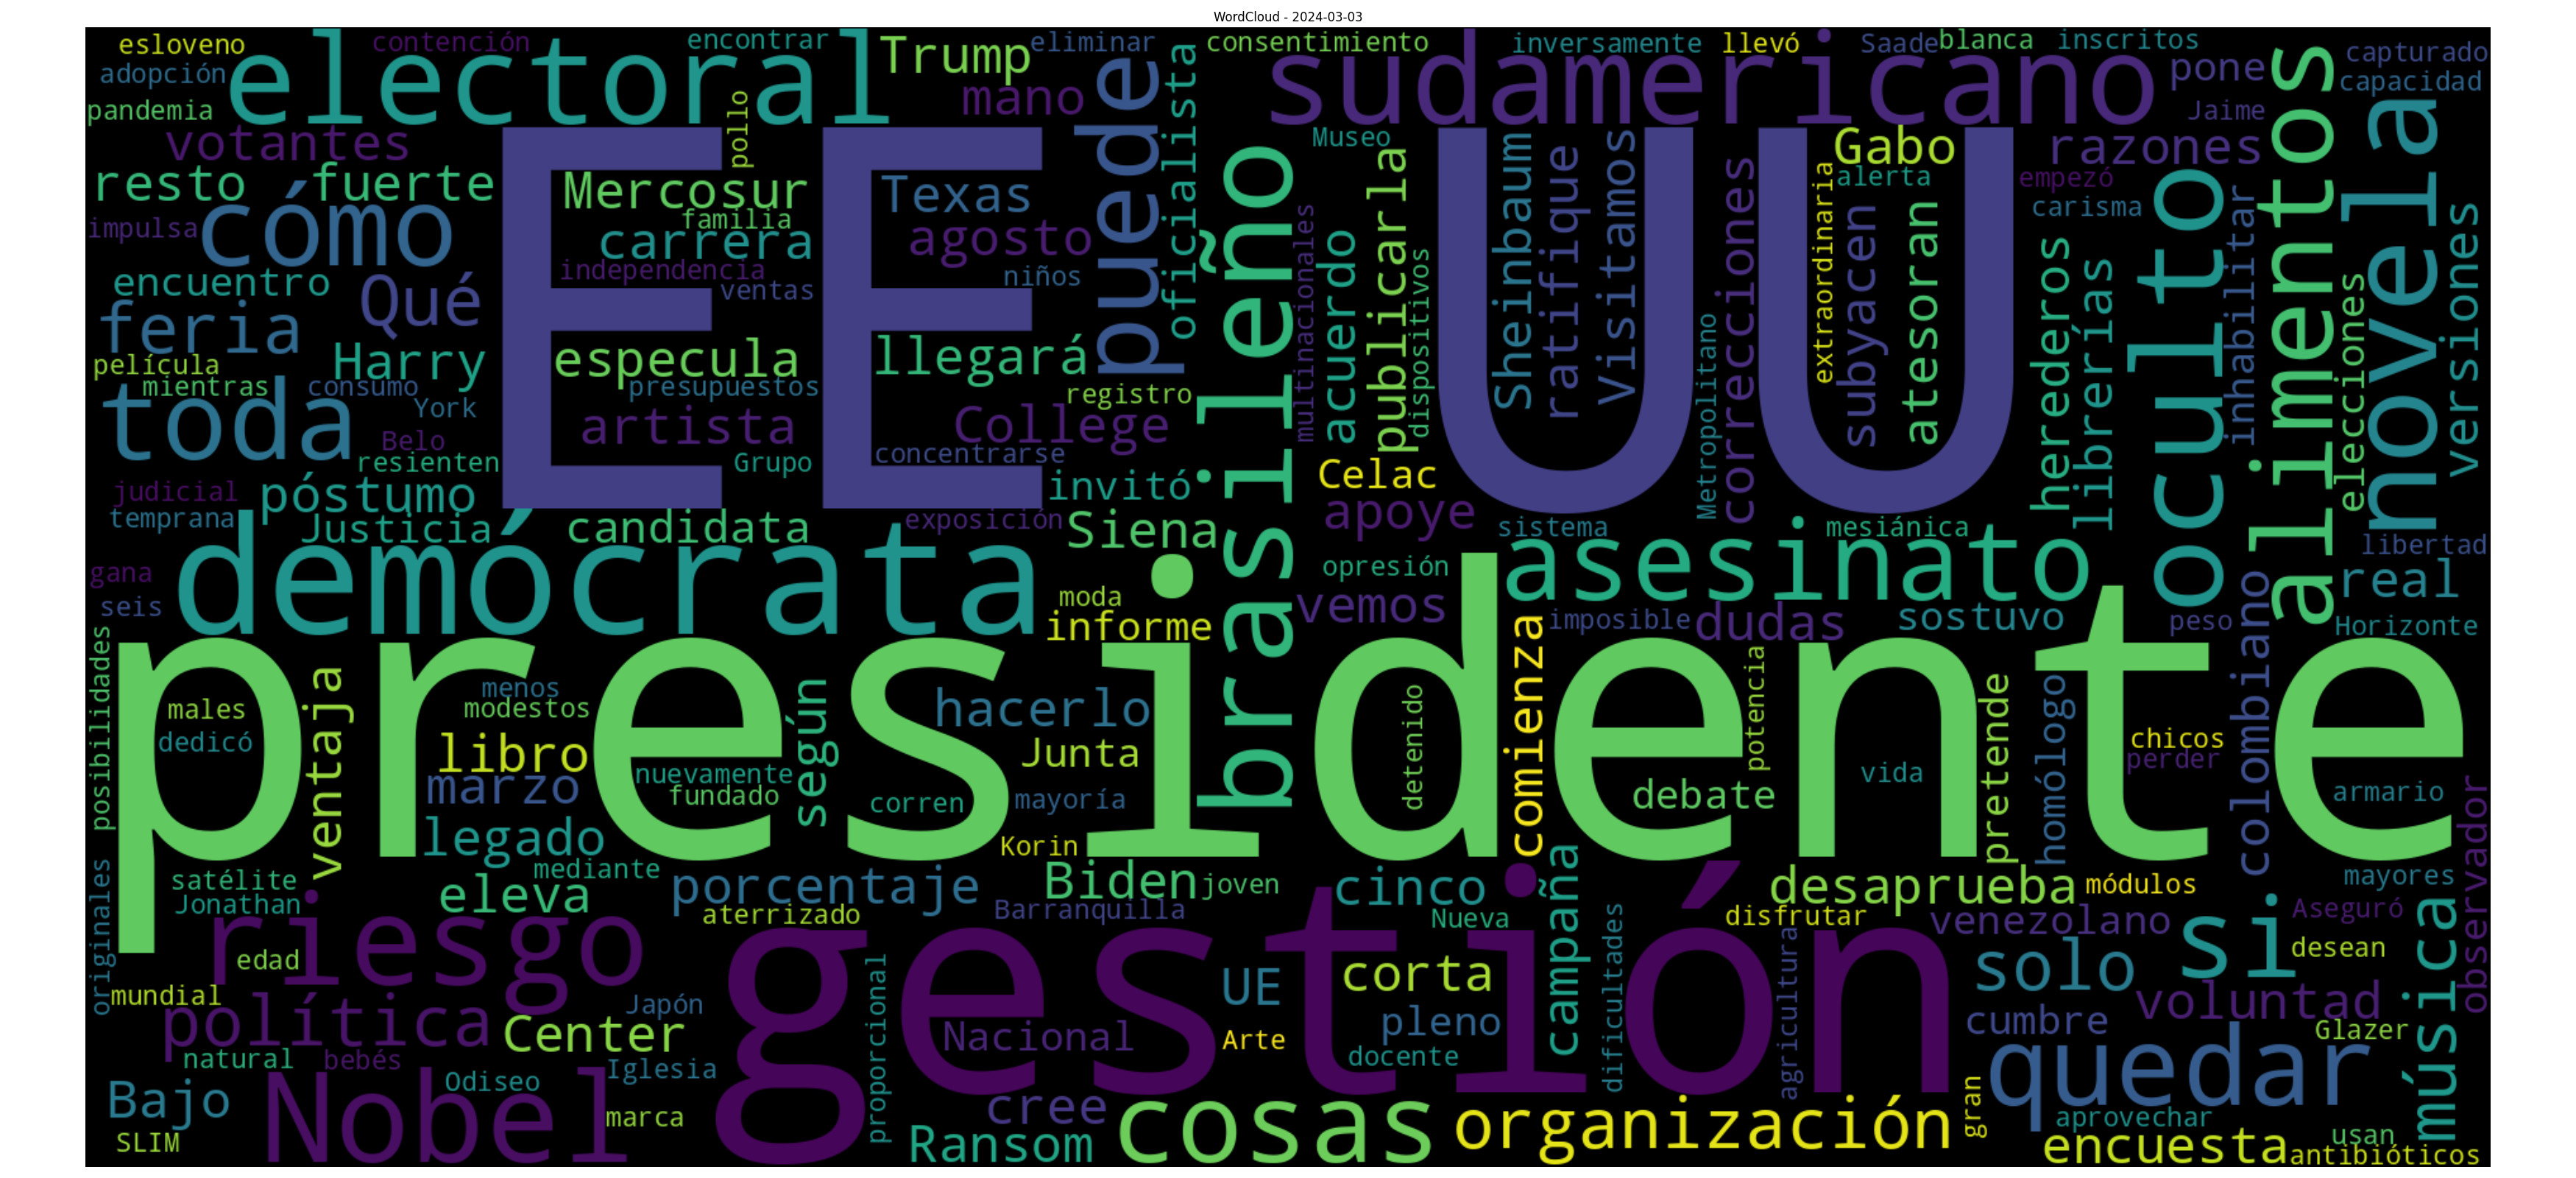 WordCloud - 2024-03-03
esloveno
contención
encontrar
Trump
eliminar
consentimiento
inversamente
llevó
Saade
blanca
inscritos
capturado
adopción
electoral
mano
puede
oficialista
sudamericano
pone
alimentos
capacidad
pandemia
pollo
Jaime
novela
votantes
EE
UU
Museo
Gabo
razones
resto
fuerte
Mercosur
Texas
brasileño
publicarla
Sheinbaum
ratifique
Visitamos
correcciones
extraordinaria
alerta
empezó
oculto
impulsa
cómo
familia
carrera
agosto
multinacionales
acuerdo
dispositivos
subyacen
atesoran
carisma
herederos
librerías
inhabilitar
elecciones
versiones
independencia
encuentro
Qué
ventas
niños
feria
Harry
especula
llegará
Metropolitano
película
mientras
consumo
presupuestos
registro
toda
York
artista
College
Belo
resienten
Grupo
concentrarse
Celac
judicial
póstumo
invitó
apoye
temprana
Justicia
candidata
exposición
Siena
sistema
mesiánica
demócrata
asesinato
libertad
gana
opresión
real
seis
moda
vemos
informe
imposible
dudas
sostuvo
peso
colombiano
Horizonte
presidente
posibilidades
ventaja
males
menos
según
hacerlo
detenido
comienza
potencia
pretende
homólogo
dedicó
modestos
chicos
libro
Junta
perder
marzo
nuevamente
vida
fundado
corren
mayoría
debate
armario
observador
legado
Korin
originales
satélite
mediante
Biden
joven
cinco
campaña
desaprueba
módulos
mayores
Jonathan
eleva
porcentaje
aterrizado
Barranquilla
Nueva
dificultades
disfrutar
venezolano
si
Aseguró
música
riesgo
gestión
edad
proporcional
UE
corta
agricultura
solo
desean
mundial
Japón
voluntad
política
Center
Nacional
Arte
pleno
cumbre
Glazer
natural
bebés
Iglesia
docente
quedar
Bajo
Nobel
Odiseo
marca
cree
cosas
organización
gran
aprovechar
SLIM
Ransom
encuesta
usan
antibióticos